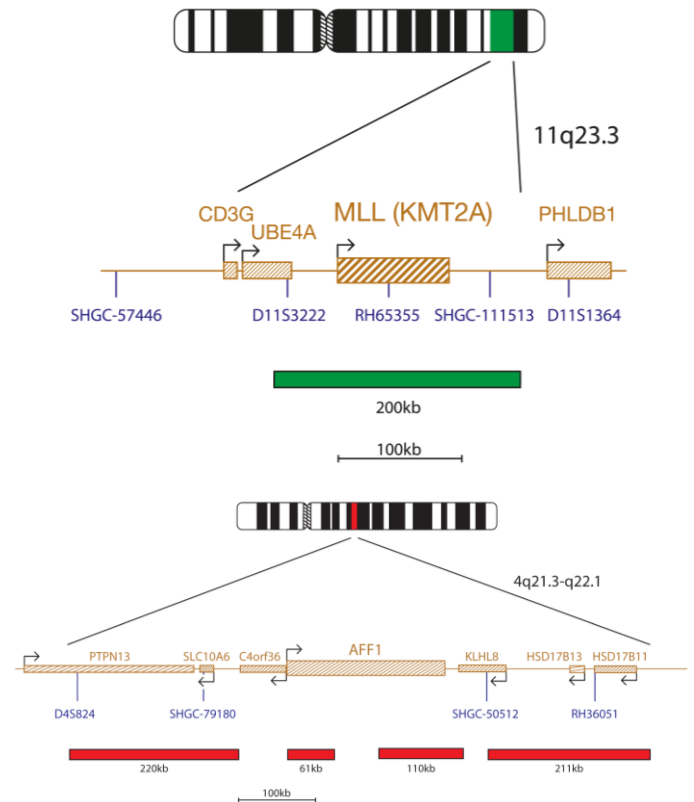 11q23.3
CD3G
UBE4A
MLL (KMT2A)
PHLDB1
SHGC-57446
D11S3222
RH65355
SHGC-111513
D11S1364
200kb
100kb
4q21.3-q22.1
PTPN13
SLC10A6
C4orf36
AFF1
KLHL8
HSD17B13
HSD17B11
D4S824
SHGC-79180
SHGC-50512
RH36051
220kb
61kb
110kb
211kb
100kb